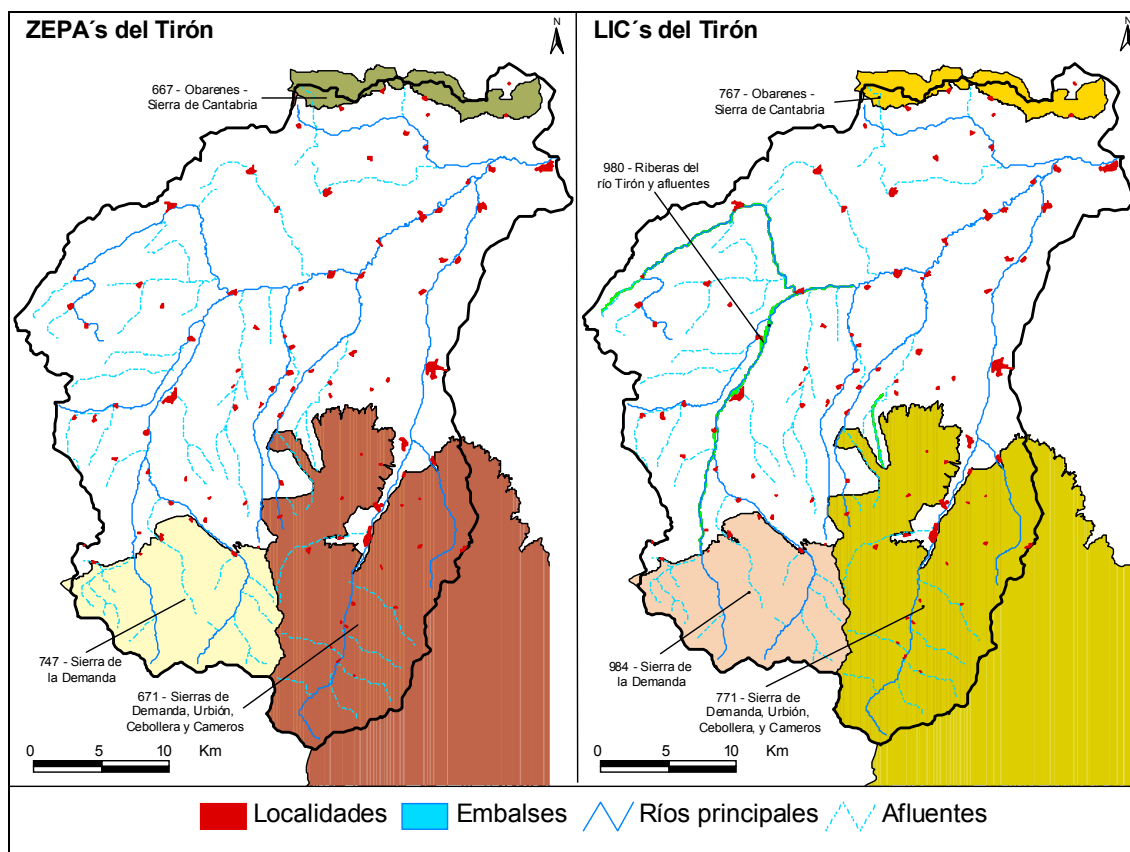 ZEPA´s del Tirón
N
667 - Obarenes -
Sierra de Cantabria
747 - Sierra de
la Demanda
671 - Sierras de
Demanda, Urbión,
Cebollera y Cameros
0 5 10 Km
LIC´s del Tirón
N
767 - Obarenes -
Sierra de Cantabria
980 - Riberas del
río Tirón y afluentes
984 - Sierra de
la Demanda
771 - Sierra de
Demanda, Urbión,
Cebollera, y Cameros
0 5 10 Km
Localidades Embalses Ríos principales Afluentes